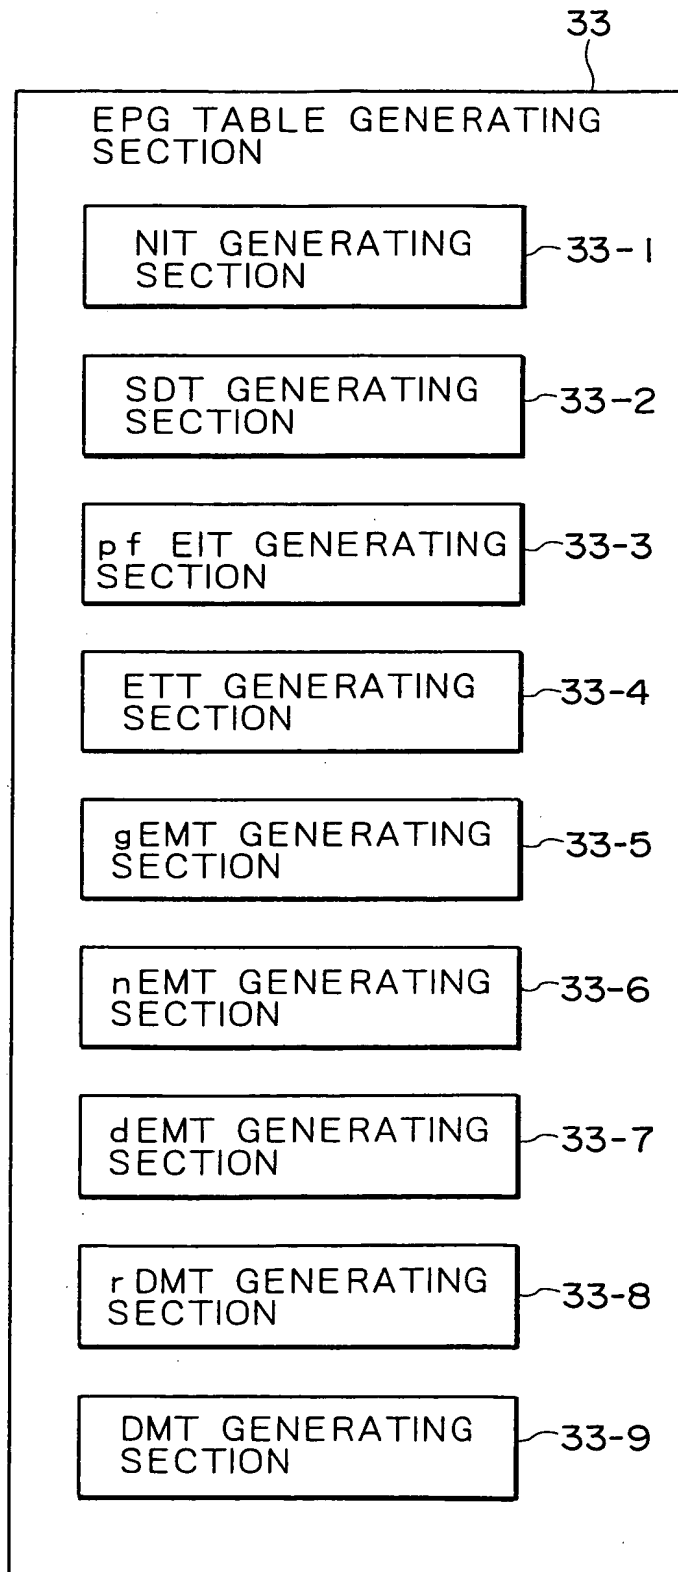 33
EPG TABLE GENERATING
SECTION
NIT GENERATING
SECTION
33-1
SDT GENERATING
SECTION
33-2
pf EIT GENERATING
SECTION
33-3
ETT GENERATING
SECTION
33-4
gEMT GENERATING
SECTION
33-5
nEMT GENERATING
SECTION
33-6
dEMT GENERATING
SECTION
33-7
rDMT GENERATING
SECTION
33-8
DMT GENERATING
SECTION
33-9